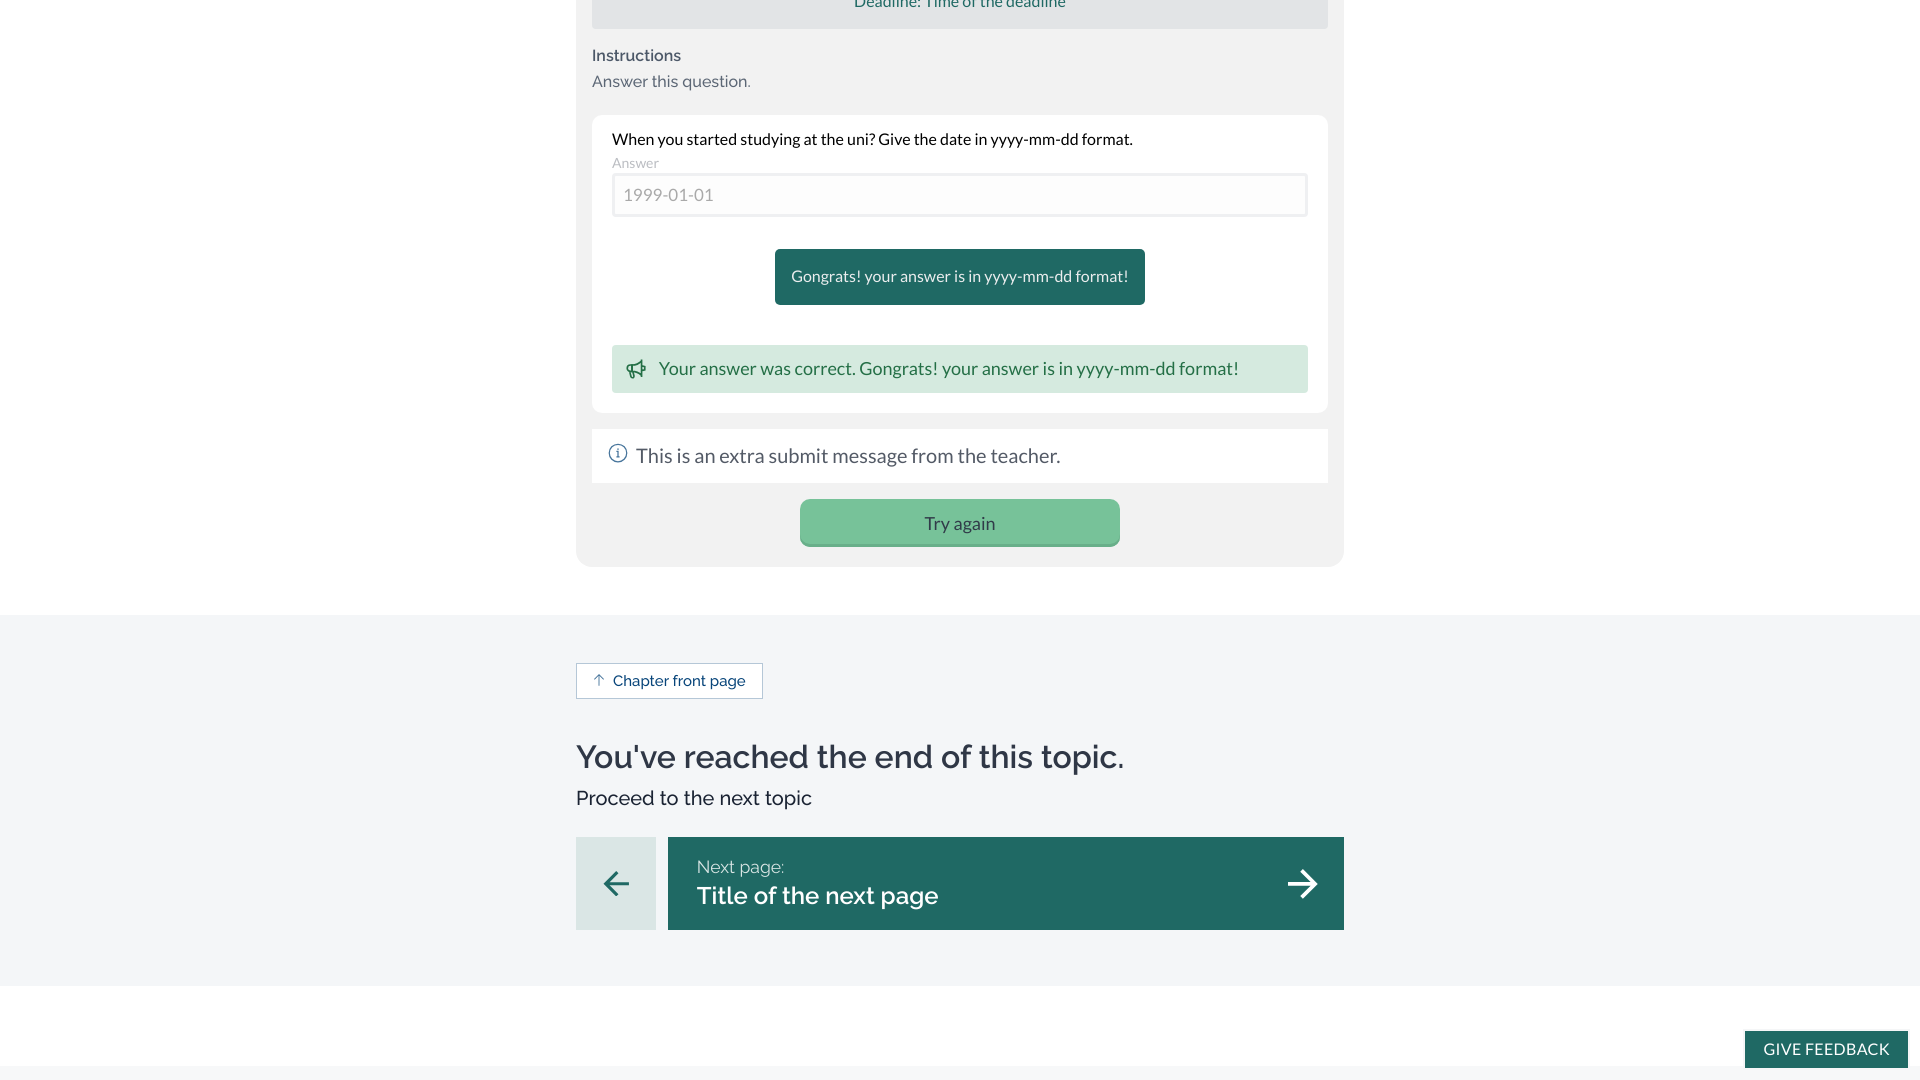 Deadline: Time of the deadline
Instructions
Answer this question.
When you started studying at the uni? Give the date in yyyy-mm-dd format.
Answer
1999-01-01
Gongrats! your answer is in yyyy-mm-dd format!
Your answer was correct. Gongrats! your answer is in yyyy-mm-dd format!
This is an extra submit message from the teacher.
Try again
Chapter front page
You've reached the end of this topic.
Proceed to the next topic
Next page:
Title of the next page
GIVE FEEDBACK